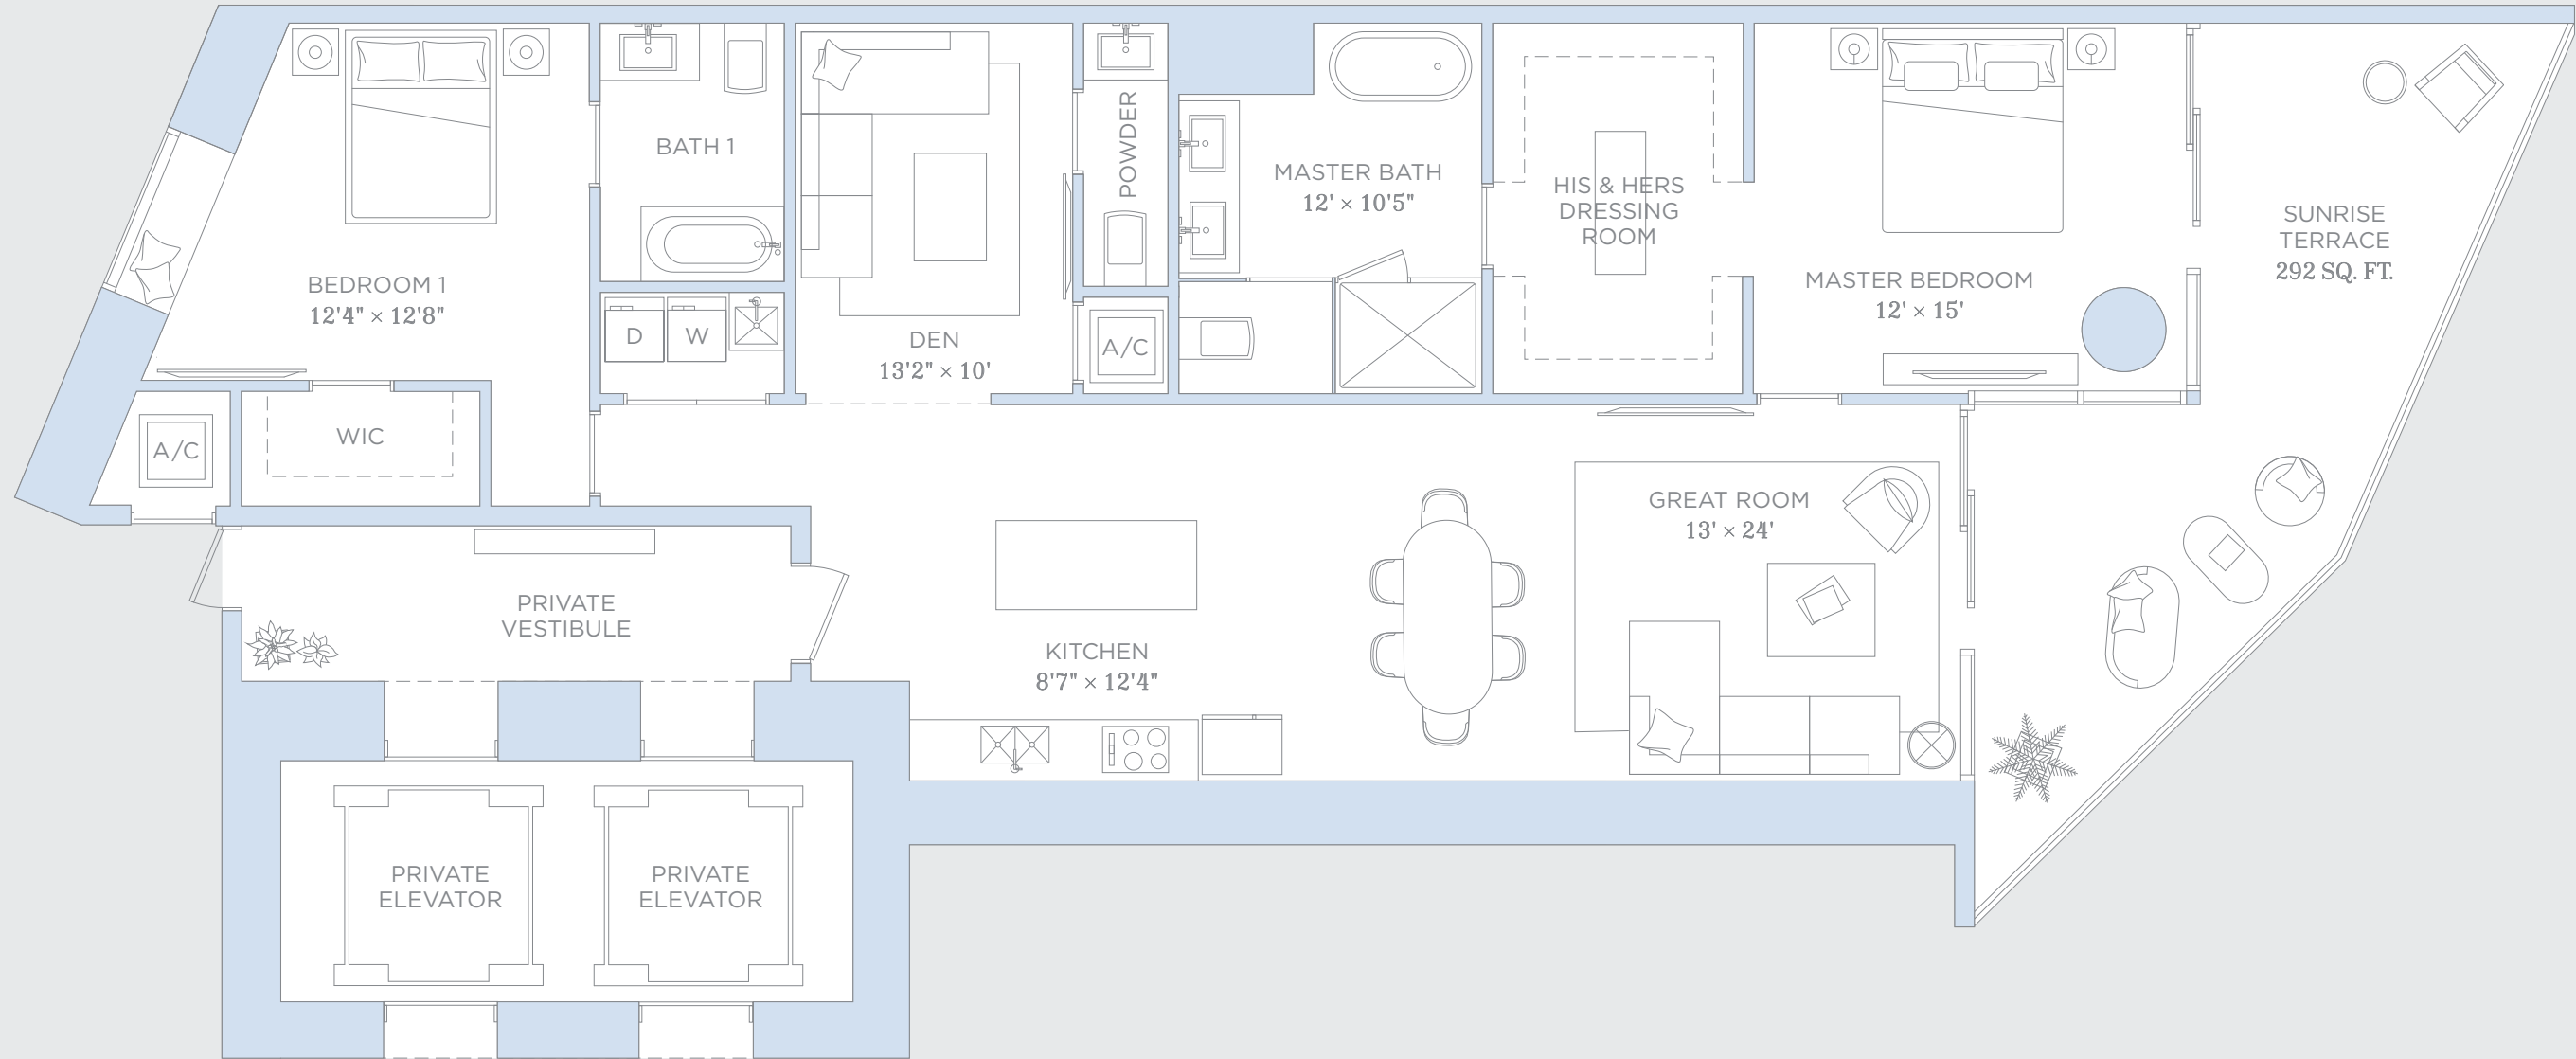 BEDROOM 1
12'4" × 12'8"
BATH 1
D
W
A/C
WIC
DEN
13'2" × 10'
POWDER
A/C
MASTER BATH
12' × 10'5"
HIS & HERS
DRESSING
ROOM
MASTER BEDROOM
12' × 15'
SUNRISE
TERRACE
292 SQ. FT.
PRIVATE
VESTIBULE
KITCHEN
8'7" × 12'4"
GREAT ROOM
13' × 24'
PRIVATE
ELEVATOR
PRIVATE
ELEVATOR